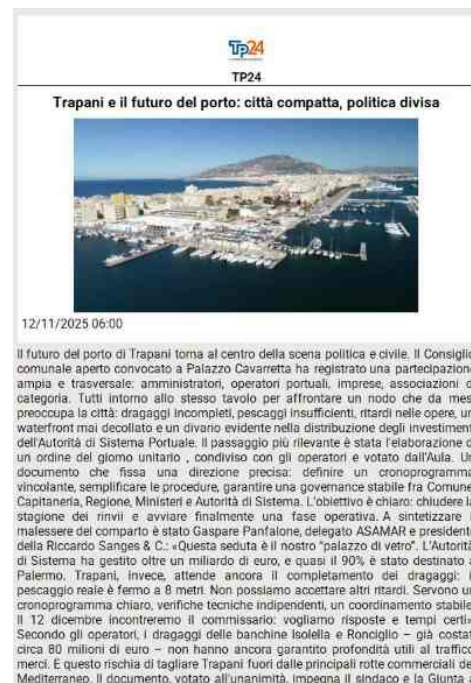 Tp24
TP24
Trapani e il futuro del porto: città compatta, politica divisa
12/11/2025 06:00
Il futuro del porto di Trapani torna al centro della scena politica e civile. Il Consiglio
comunale aperto convocato a Palazzo Cavarretta ha registrato una partecipazione
ampia e trasversale: amministratori, operatori portuali, imprese, associazioni d
categoria. Tutti intorno allo stesso tavolo per affrontare un nodo che da mes
preoccupa la città: dragaggi incompleti, pescaggi insufficienti, ritardi nelle opere, un
waterfront mai decollato e un divario evidente nella distribuzione degli investiment
dell'Autorità di Sistema Portuale. Il passaggio più rilevante è stata l'elaborazione d
un ordine del giorno unitario , condiviso con gli operatori e votato dall'Aula. Un
documento che fissa una direzione precisa: definire un cronoprogramma
vincolante, semplificare le procedure, garantire una governance stabile fra Comune
Capitaneria, Regione, Ministeri e Autorità di Sistema. L'obiettivo è chiaro: chiudere l
stagione dei rinvii e avviare finalmente una fase operativa. A sintetizzare i
malessere del comparto è stato Gaspare Panfalone, delegato ASAMAR e president
della Riccardo Sanges & C.: «Questa seduta è il nostro "palazzo di vetro". L'Autorit
di Sistema ha gestito oltre un miliardo di euro, e quasi il 90% è stato destinato a
Palermo. Trapani, invece, attende ancora il completamento dei dragaggi: i
pescaggio reale è fermo a 8 metri. Non possiamo accettare altri ritardi. Servono un
cronoprogramma chiaro, verifiche tecniche indipendenti, un coordinamento stabile
Il 12 dicembre incontreremo il commissario: vogliamo risposte e tempi certi»
Secondo gli operatori, i dragaggi delle banchine Isolella e Ronciglio – già costat
circa 80 milioni di euro – non hanno ancora garantito profondità utili al traffico
merci. E questo rischia di tagliare Trapani fuori dalle principali rotte commerciali de
Mediterraneo. Il documento, votato all'unanimità, impegna il sindaco e la Giunta a